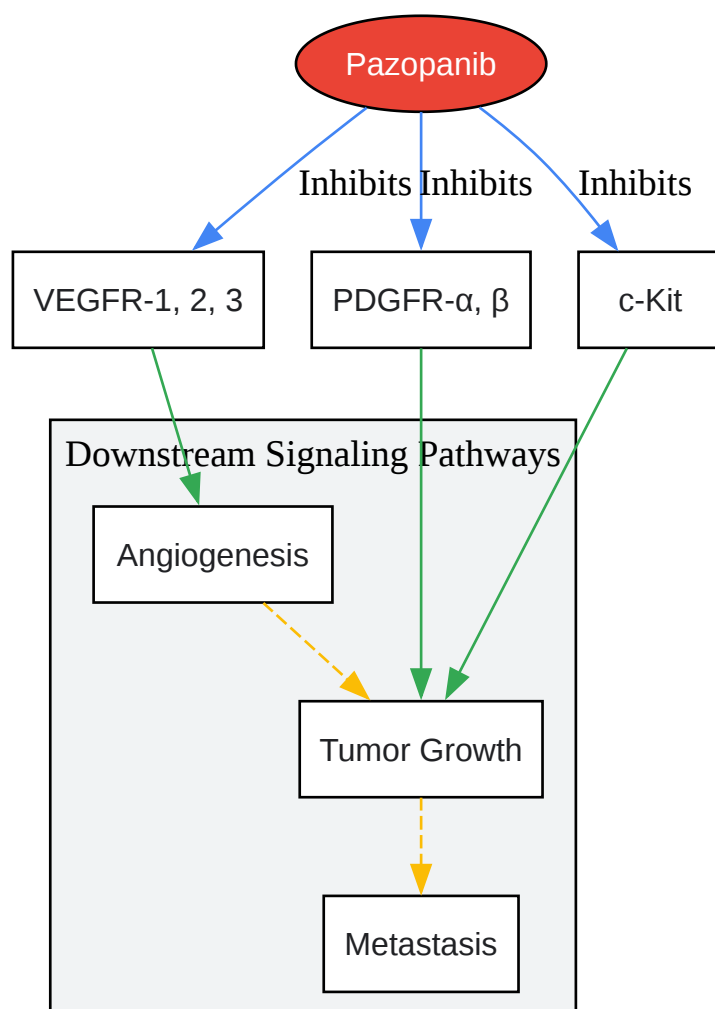 Pazopanib
Inhibits Inhibits Inhibits
VEGFR-1, 2, 3
PDGFR-α, β
c-Kit
Downstream Signaling Pathways
Angiogenesis
Tumor Growth
Metastasis